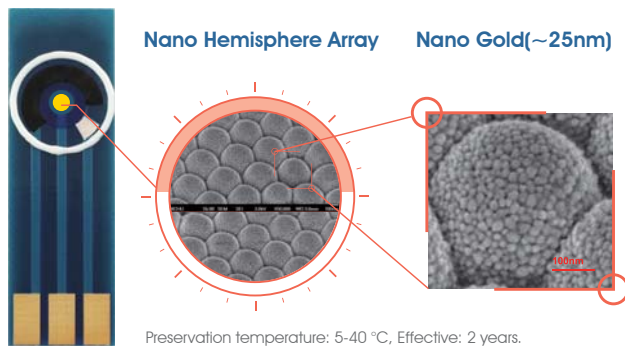 Nano Hemisphere Array
Nano Gold(~25nm)
100nm
Preservation temperature: 5-40 °C, Effective: 2 years.